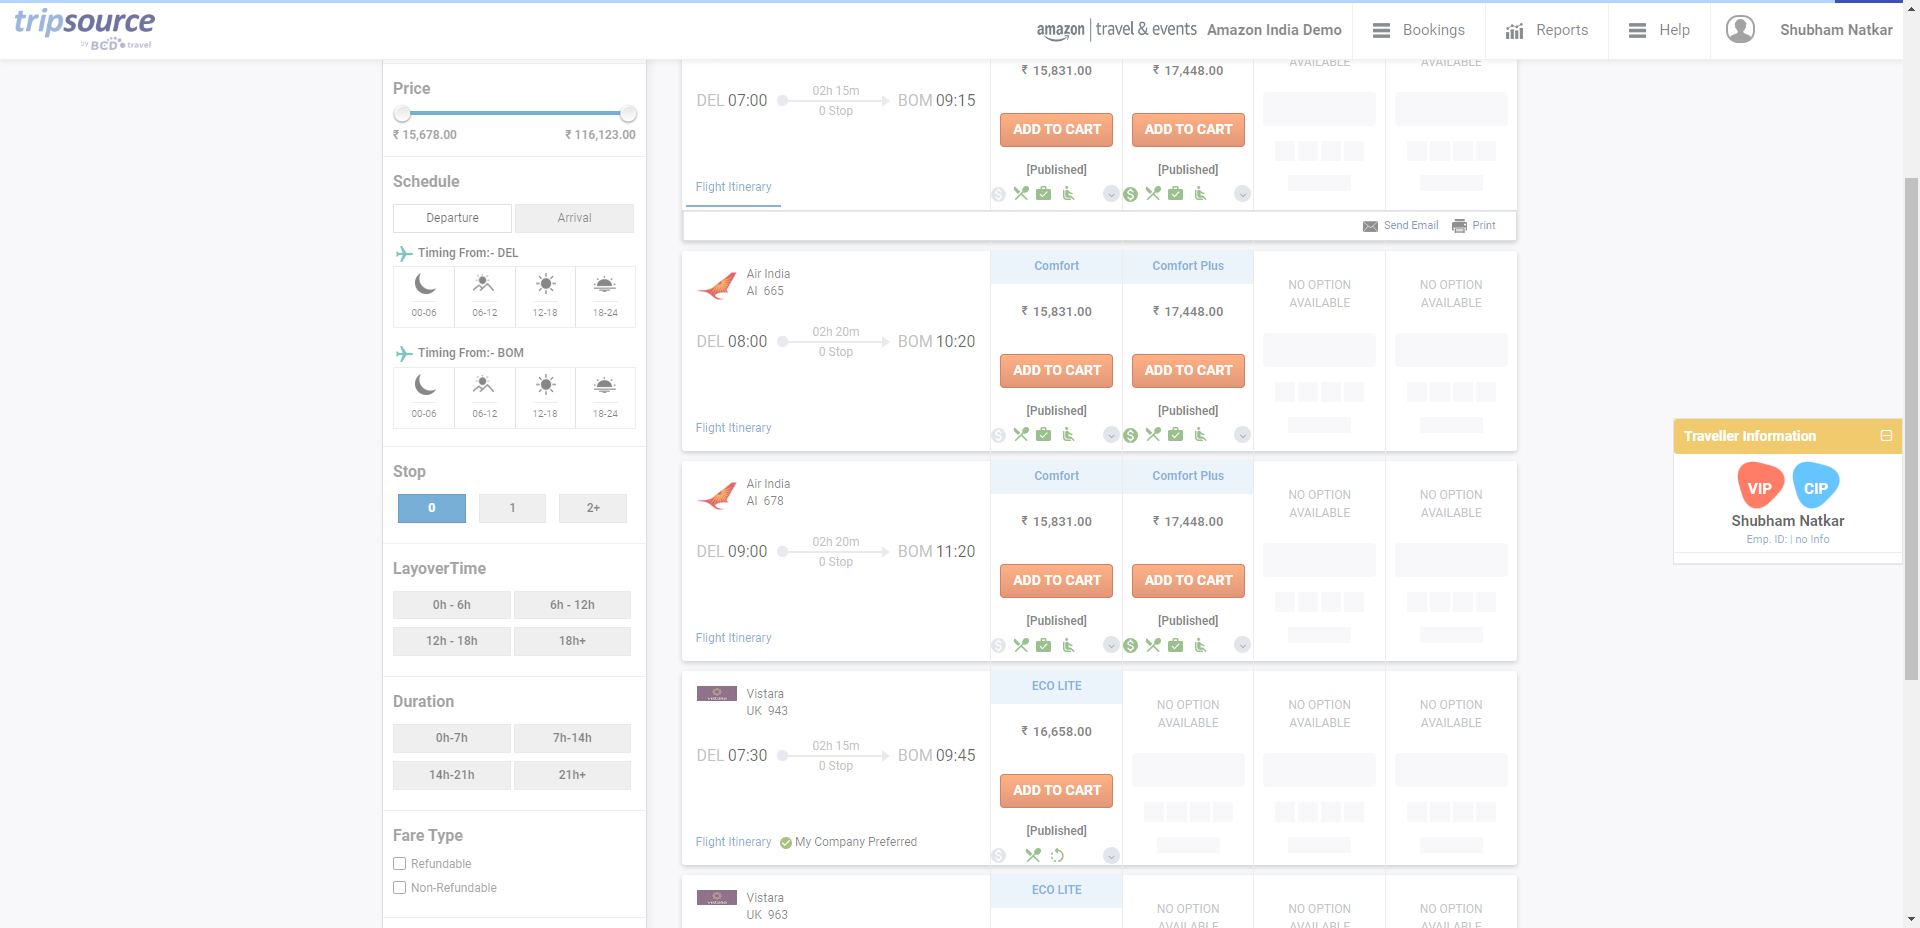 tripsource
by BCD travel
amazon | travel & events Amazon India Demo
Bookings
Reports
Help
Shubham Natkar
Price
₹ 15,678.00 ₹ 116,123.00
Schedule
Departure Arrival
Timing From:- DEL
00-06 06-12 12-18 18-24
Timing From:- BOM
00-06 06-12 12-18 18-24
Stop
0 1 2+
LayoverTime
0h - 6h 6h - 12h
12h - 18h 18h+
Duration
0h-7h 7h-14h
14h-21h 21h+
Fare Type
Refundable
Non-Refundable
AVAILABLE AVAILABLE
₹ 15,831.00 ₹ 17,448.00
DEL 07:00 02h 15m BOM 09:15
0 Stop
ADD TO CART ADD TO CART
[Published] [Published]
Flight Itinerary
Send Email Print
Air India
AI 665
Comfort Comfort Plus
NO OPTION AVAILABLE NO OPTION AVAILABLE
₹ 15,831.00 ₹ 17,448.00
DEL 08:00 02h 20m BOM 10:20
0 Stop
ADD TO CART ADD TO CART
[Published] [Published]
Flight Itinerary
Air India
AI 678
Comfort Comfort Plus
NO OPTION AVAILABLE NO OPTION AVAILABLE
₹ 15,831.00 ₹ 17,448.00
DEL 09:00 02h 20m BOM 11:20
0 Stop
ADD TO CART ADD TO CART
[Published] [Published]
Flight Itinerary
Vistara
UK 943
ECO LITE
NO OPTION AVAILABLE NO OPTION AVAILABLE NO OPTION AVAILABLE
₹ 16,658.00
DEL 07:30 02h 15m BOM 09:45
0 Stop
ADD TO CART
[Published]
Flight Itinerary My Company Preferred
Vistara
UK 963
ECO LITE
NO OPTION AVAILABLE NO OPTION AVAILABLE NO OPTION AVAILABLE
Traveller Information
VIP CIP
Shubham Natkar
Emp. ID: | no Info